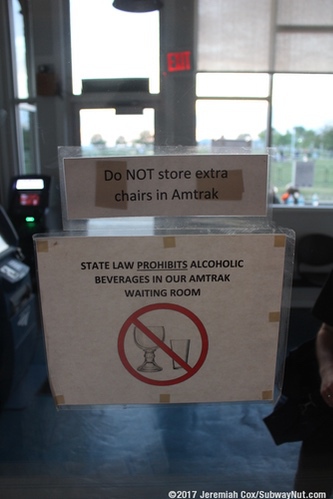 EXIT
Do NOT store extra
chairs in Amtrak
STATE LAW PROHIBITS ALCOHOLIC
BEVERAGES IN OUR AMTRAK
WAITING ROOM
©2017 Jeremiah Cox/SubwayNut.com